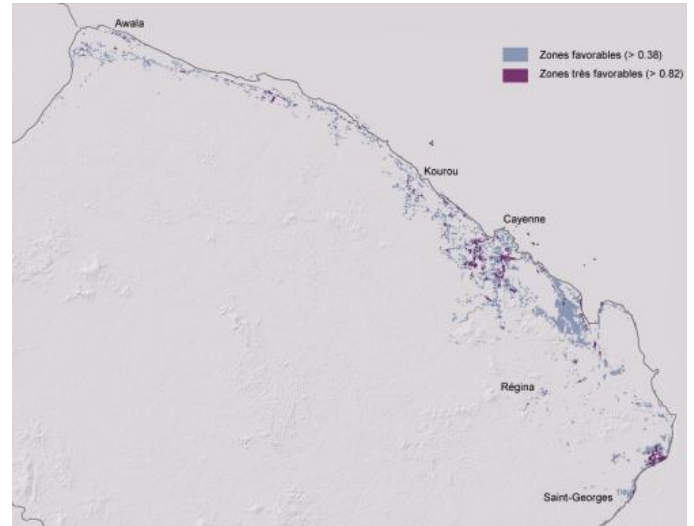 Awala
Zones favorables (> 0.38)
Zones très favorables (> 0.82)
Kourou
Cayenne
Régina
Saint-Georges